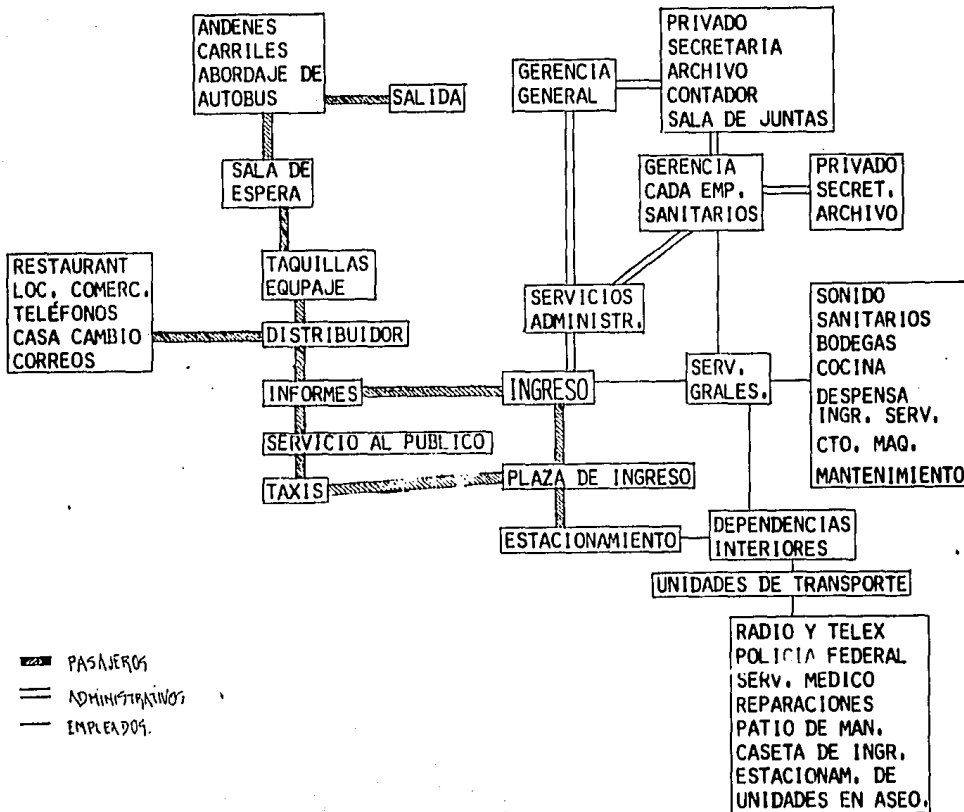 ANDENES
CARRILES
ABORDAJE DE
AUTOBUS
SALIDA
SALA DE
ESPERA
TAQUILLAS
EQUPAJE
RESTAURANT
LOC. COMERC.
TELÉFONOS
CASA CAMBIO
CORREOS
DISTRIBUIDOR
INFORMES
SERVICIO AL PUBLICO
TAXIS
GERENCIA
GENERAL
PRIVADO
SECRETARIA
ARCHIVO
CONTADOR
SALA DE JUNTAS
GERENCIA
CADA EMP.
SANITARIOS
PRIVADO
SECRET.
ARCHIVO
SERVICIOS
ADMINISTR.
INGRESO
SERV.
GRALES.
SONIDO
SANITARIOS
BODEGAS
COCINA
DESPENSA
INGR. SERV.
CTO. MAQ.
MANTENIMIENTO
PLAZA DE INGRESO
ESTACIONAMIENTO
DEPENDENCIAS
INTERIORES
UNIDADES DE TRANSPORTE
RADIO Y TELEX
POLICIA FEDERAL
SERV. MEDICO
REPARACIONES
PATIO DE MAN.
CASETA DE INGR.
ESTACIONAM. DE
UNIDADES EN ASEO.
PASAJEROS
ADMINISTRATIVOS
EMPLEADOS.